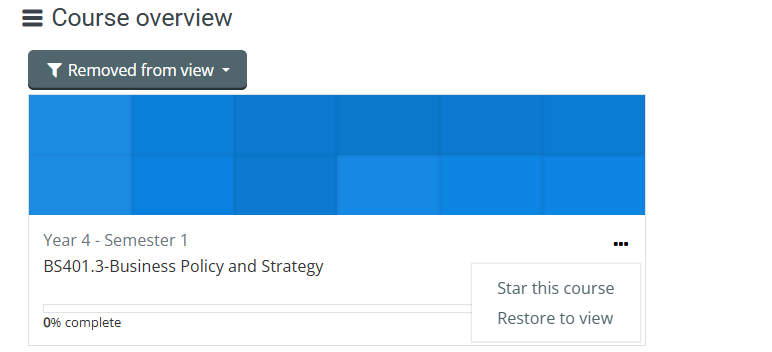 Course overview
Removed from view
Year 4 - Semester 1
BS401.3-Business Policy and Strategy
Star this course
Restore to view
0% complete